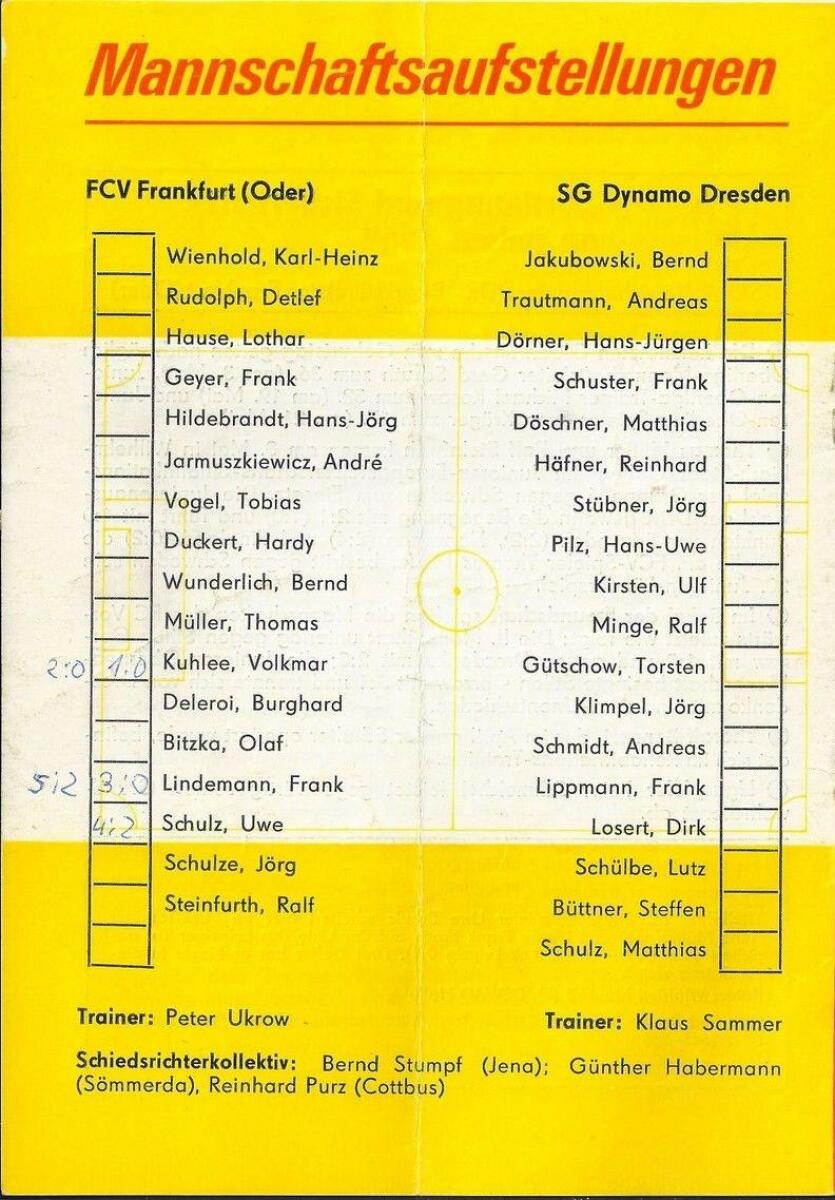 Mannschaftsaufstellungen
FCV Frankfurt (Oder) SG Dynamo Dresden
Wienhold, Karl-Heinz Jakubowski, Bernd
Rudolph, Detlef Trautmann, Andreas
Hause, Lothar Dörner, Hans-Jürgen
Geyer, Frank Schuster, Frank
Hildebrandt, Hans-Jörg Döschner, Matthias
Jarmuszkiewicz, André Häfner, Reinhard
Vogel, Tobias Stübner, Jörg
Duckert, Hardy Pilz, Hans-Uwe
Wunderlich, Bernd Kirsten, Ulf
Müller, Thomas Minge, Ralf
2:0 1:0 Kuhlee, Volkmar Gütschow, Torsten
Deleroi, Burghard Klimpel, Jörg
Bitzka, Olaf Schmidt, Andreas
5:2 3:0 Lindemann, Frank Lippmann, Frank
4:2 Schulz, Uwe Losert, Dirk
Schulze, Jörg Schülbe, Lutz
Steinfurth, Ralf Büttner, Steffen
Schulz, Matthias
Trainer: Peter Ukrow Trainer: Klaus Sammer
Schiedsrichterkollektiv: Bernd Stumpf (Jena); Günther Habermann
(Sömmerda), Reinhard Purz (Cottbus)